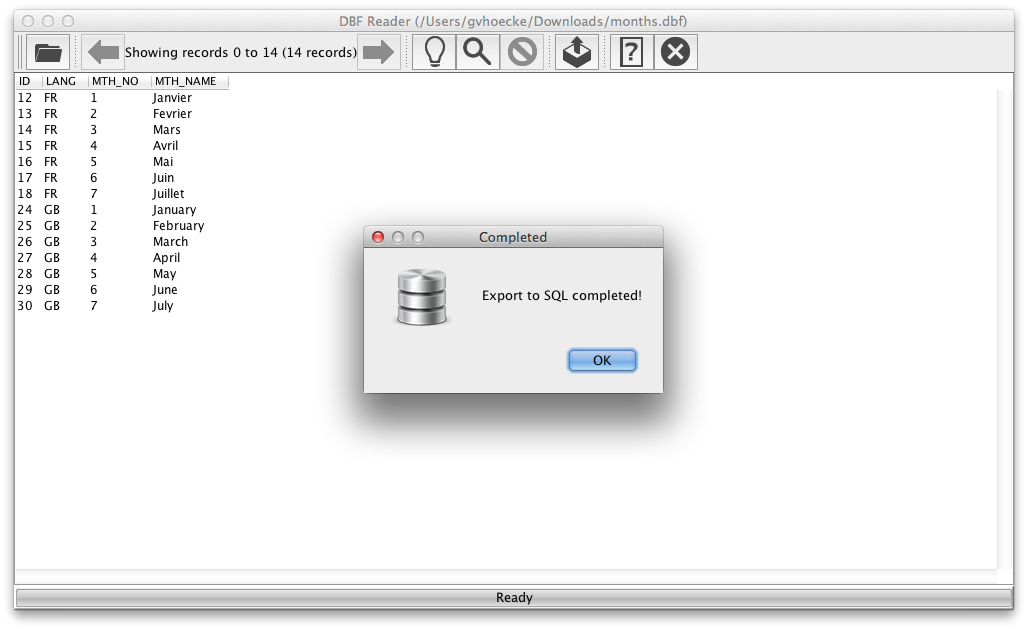 DBF Reader (/Users/gvhoecke/Downloads/months.dbf)
Showing records 0 to 14 (14 records)
ID LANG MTH_NO MTH_NAME
12 FR 1 Janvier
13 FR 2 Fevrier
14 FR 3 Mars
15 FR 4 Avril
16 FR 5 Mai
17 FR 6 Juin
18 FR 7 Juillet
24 GB 1 January
25 GB 2 February
26 GB 3 March
27 GB 4 April
28 GB 5 May
29 GB 6 June
30 GB 7 July
Completed
Export to SQL completed!
OK
Ready